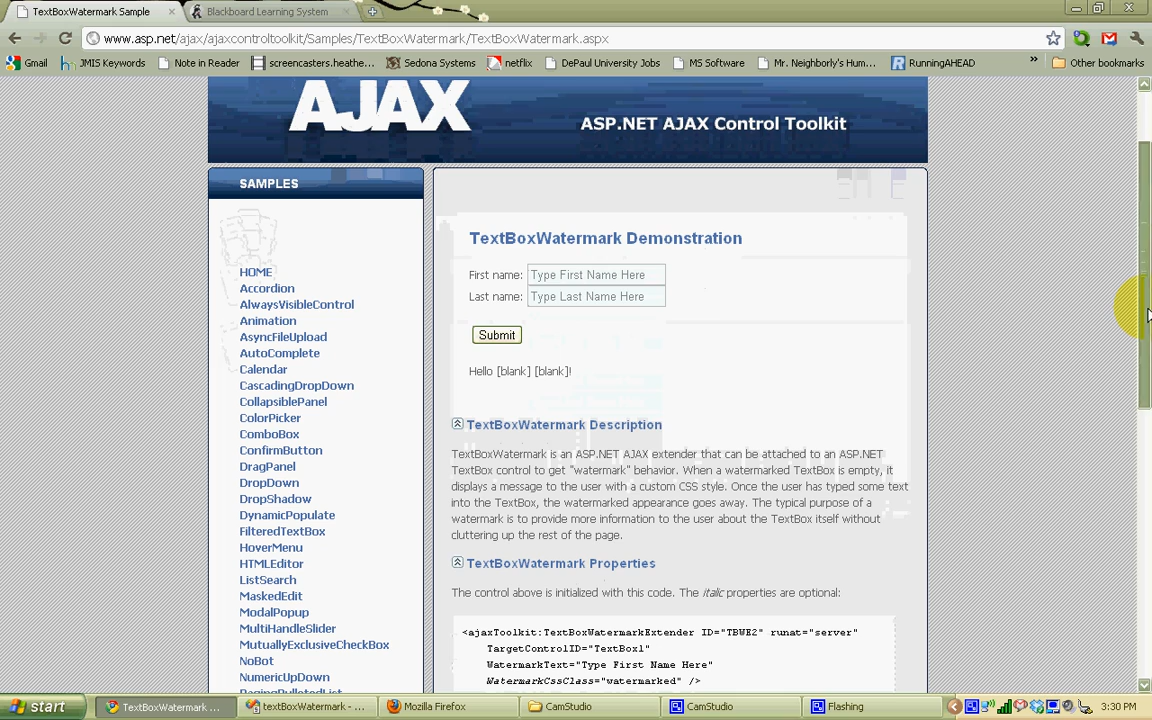 TextBoxWatermark Sample
Blackboard Learning System
www.asp.net/ajax/ajaxcontroltoolkit/Samples/TextBoxWatermark/TextBoxWatermark.aspx
Gmail
JMIS Keywords
Note in Reader
screencasters.heathe...
Sedona Systems
netflix
DePaul University Jobs
MS Software
Mr. Neighborly's Hum...
RunningAHEAD
»
Other bookmarks
AJAX
ASP.NET AJAX Control Toolkit
SAMPLES
HOME
Accordion
AlwaysVisibleControl
Animation
AsyncFileUpload
AutoComplete
Calendar
CascadingDropDown
CollapsiblePanel
ColorPicker
ComboBox
ConfirmButton
DragPanel
DropDown
DropShadow
DynamicPopulate
FilteredTextBox
HoverMenu
HTMLEditor
ListSearch
MaskedEdit
ModalPopup
MultiHandleSlider
MutuallyExclusiveCheckBox
NoBot
NumericUpDown
PagingBulletedList
TextBoxWatermark Demonstration
First name: Type First Name Here
Last name: Type Last Name Here
Submit
Hello [blank] [blank]!
TextBoxWatermark Description
TextBoxWatermark is an ASP.NET AJAX extender that can be attached to an ASP.NET
TextBox control to get "watermark" behavior. When a watermarked TextBox is empty, it
displays a message to the user with a custom CSS style. Once the user has typed some text
into the TextBox, the watermarked appearance goes away. The typical purpose of a
watermark is to provide more information to the user about the TextBox itself without
cluttering up the rest of the page.
TextBoxWatermark Properties
The control above is initialized with this code. The italic properties are optional:
<ajaxToolkit:TextBoxWatermarkExtender ID="TBWE2" runat="server"
TargetControlID="TextBox1"
WatermarkText="Type First Name Here"
WatermarkCssClass="watermarked" />
start
TextBoxWatermark ...
textBoxWatermark - ...
Mozilla Firefox
CamStudio
CamStudio
Flashing
3:30 PM